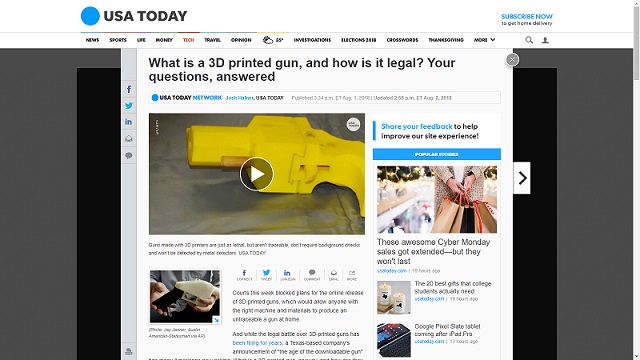 USA TODAY
SUBSCRIBE NOW
to get home delivery
NEWS SPORTS LIFE MONEY TECH TRAVEL OPINION 85° INVESTIGATIONS ELECTIONS 2018 CROSSWORDS THANKSGIVING MORE
What is a 3D printed gun, and how is it legal? Your
questions, answered
USA TODAY NETWORK Josh Hafner, USA TODAY Published 3:34 p.m. ET Aug. 1, 2018 | Updated 2:58 p.m. ET Aug. 2, 2018
Share your feedback to help
improve our site experience!
POPULAR STORIES
Guns made with 3D printers are just as lethal, but aren't traceable, don't require background checks
and won't be detected by metal detectors. USA TODAY
These awesome Cyber Monday
sales got extended—but they
won't last
usatoday.com | 19 hours ago
CONNECT TWEET LINKEDIN COMMENT EMAIL MORE
(Photo: Jay Janner, Austin
American-Statesman via AP)
Courts this week blocked plans for the online release
of 3D-printed guns, which would allow anyone with
the right machine and materials to produce an
untraceable gun at home.
And while the legal battle over 3D-printed guns has
been firing for years, a Texas-based company's
announcement of "the age of the downloadable gun"
The 20 best gifts that college
students actually need
usatoday.com | 19 hours ago
Google Pixel Slate tablet
coming after iPad Pro
usatoday.com | 13 hours ago